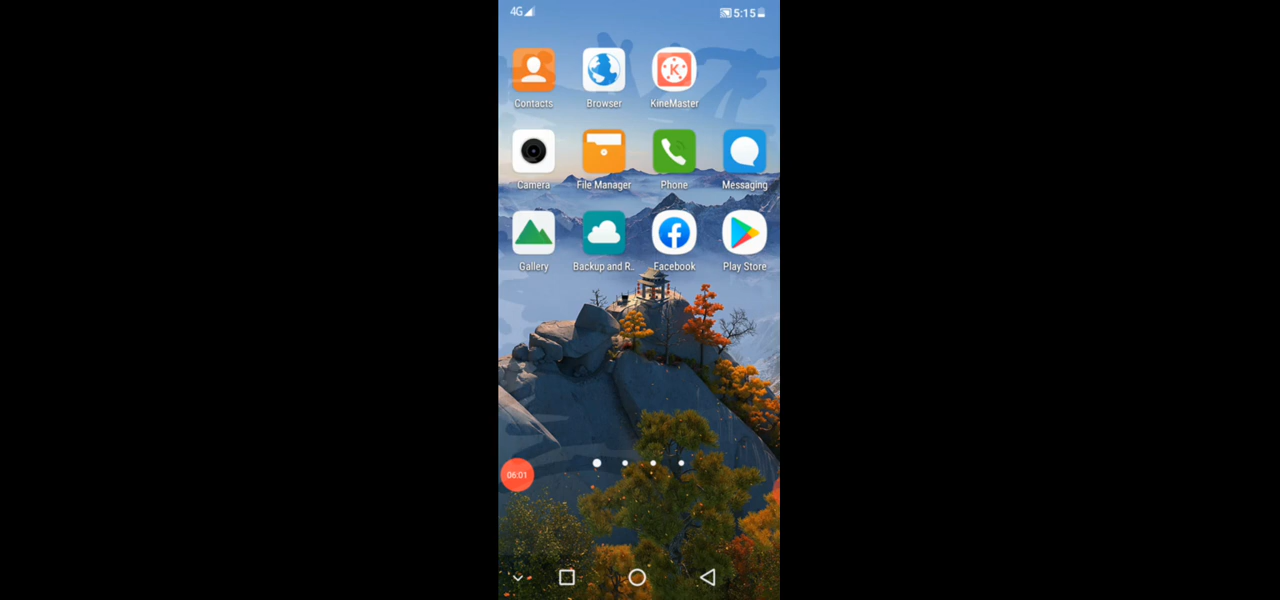 4G 5:15
Contacts Browser KineMaster
Camera File Manager Phone Messaging
Gallery Backup and R.. Facebook Play Store
06:01